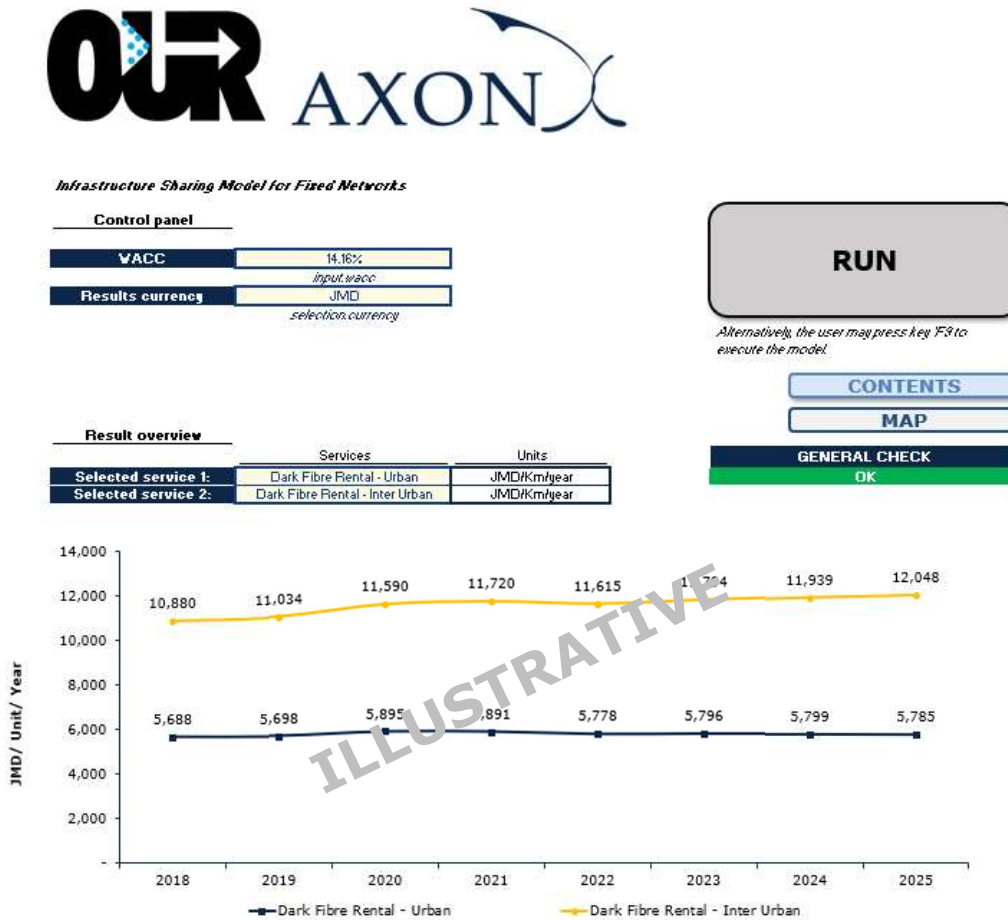 OUR AXON
Infrastructure Sharing Model for Fixed Networks
Control panel
WACC 14.16%
input.wacc
Results currency JMD
selection.currency
RUN
Alternatively, the user may press key 'F9 to
execute the model.
CONTENTS
MAP
GENERAL CHECK
OK
Result overview
Services Units
Selected service 1: Dark Fibre Rental - Urban JMD/Km/year
Selected service 2: Dark Fibre Rental - Inter Urban JMD/Km/year
JMD/ Unit/ Year
14,000
12,000
10,000
8,000
6,000
4,000
2,000
-
10,880 11,034 11,590 11,720 11,615 11,939 12,048
5,688 5,698 5,895 5,778 5,796 5,799 5,785
ILLUSTRATIVE
2018 2019 2020 2021 2022 2023 2024 2025
Dark Fibre Rental - Urban Dark Fibre Rental - Inter Urban